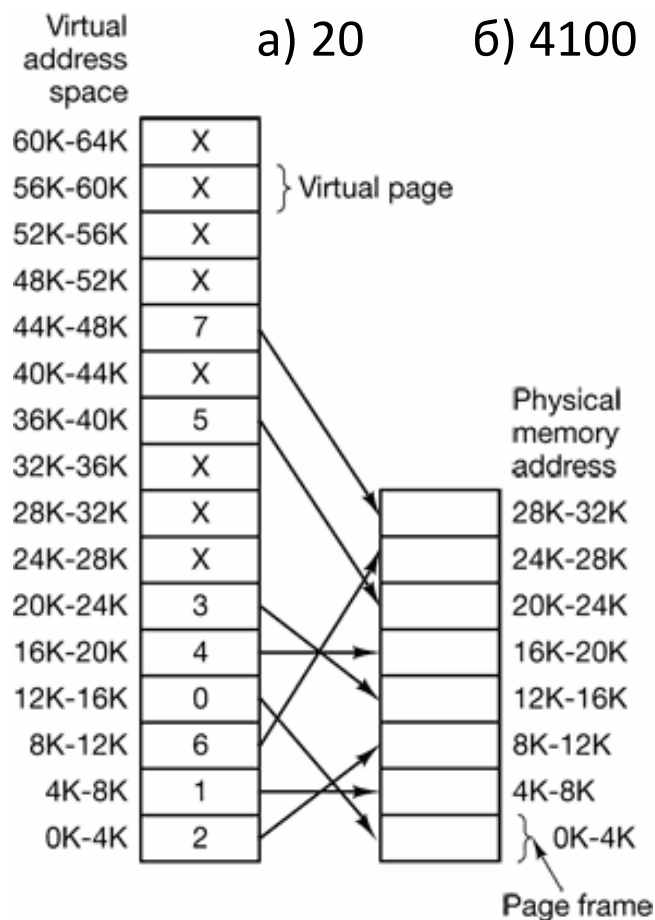 Virtual
address
space
а) 20 б) 4100
60K-64K X
56K-60K X Virtual page
52K-56K X
48K-52K X
44K-48K 7
40K-44K X
36K-40K 5
32K-36K X
28K-32K X
24K-28K X
20K-24K 3
16K-20K 4
12K-16K 0
8K-12K 6
4K-8K 1
0K-4K 2
Physical
memory
address
28K-32K
24K-28K
20K-24K
16K-20K
12K-16K
8K-12K
4K-8K
0K-4K
Page frame